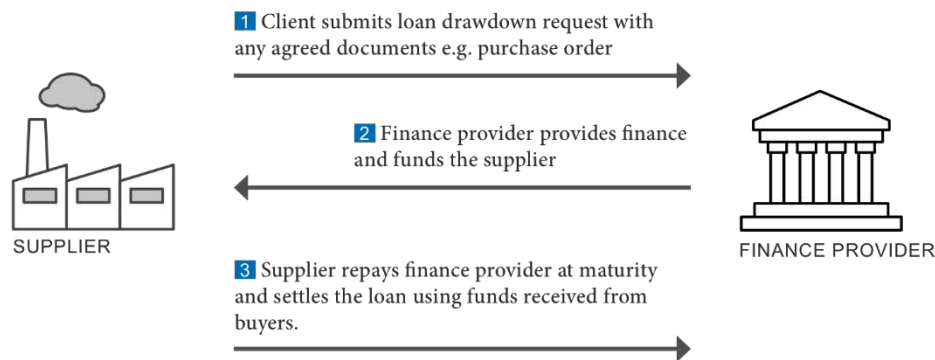 1 Client submits loan drawdown request with
any agreed documents e.g. purchase order
2 Finance provider provides finance
and funds the supplier
SUPPLIER
FINANCE PROVIDER
3 Supplier repays finance provider at maturity
and settles the loan using funds received from
buyers.